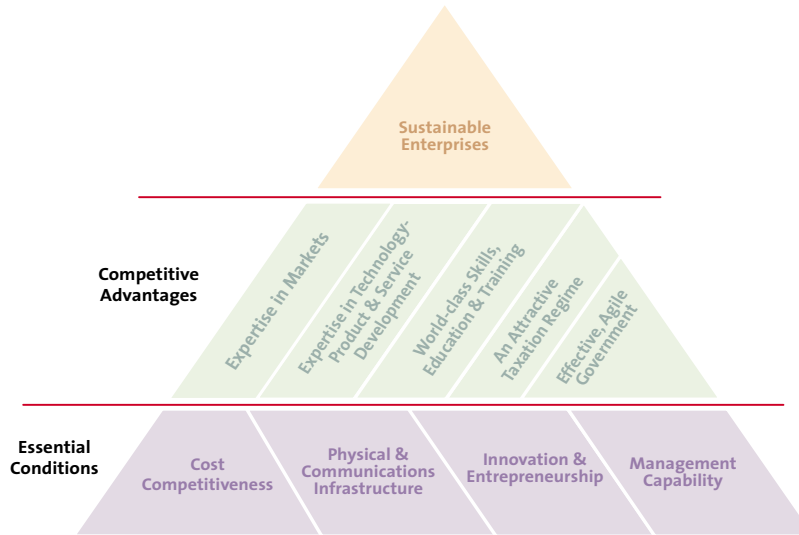 Sustainable
Enterprises
Competitive
Advantages
Expertise in Markets
Expertise in Technology-
Product & Service
Development
World-class Skills,
Education & Training
An Attractive
Taxation Regime
Effective, Agile
Government
Essential
Conditions
Cost
Competitiveness
Physical &
Communications
Infrastructure
Innovation &
Entrepreneurship
Management
Capability